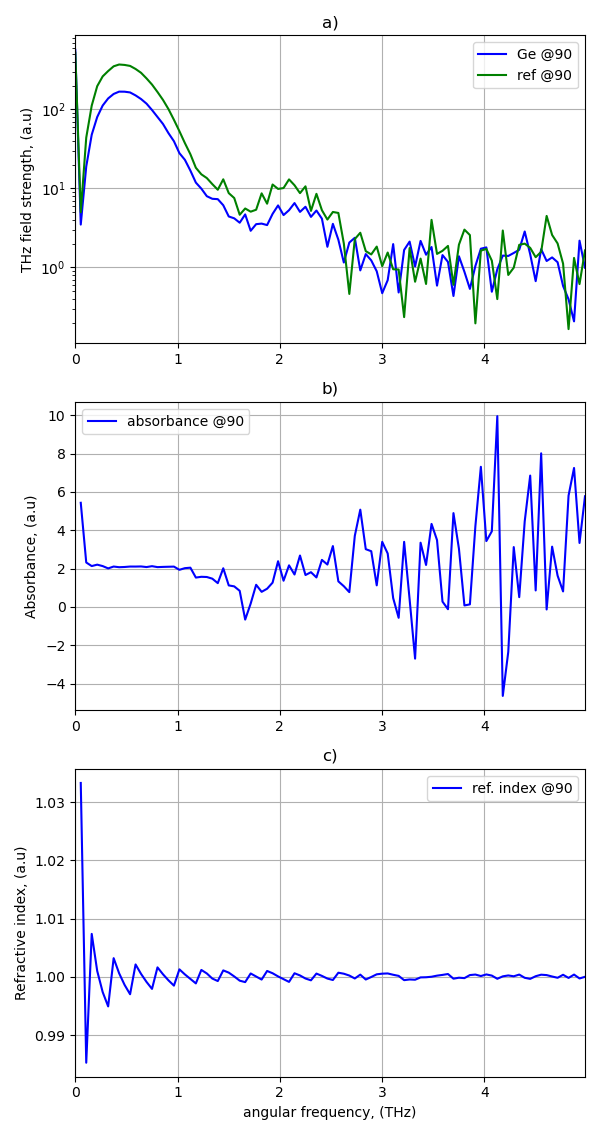 a)
Ge @90
ref @90
THz field strength, (a.u)
10²
10¹
10⁰
0 1 2 3 4
b)
absorbance @90
Absorbance, (a.u)
10
8
6
4
2
0
−2
−4
0 1 2 3 4
c)
ref. index @90
Refractive index, (a.u)
1.03
1.02
1.01
1.00
0.99
0 1 2 3 4
angular frequency, (THz)